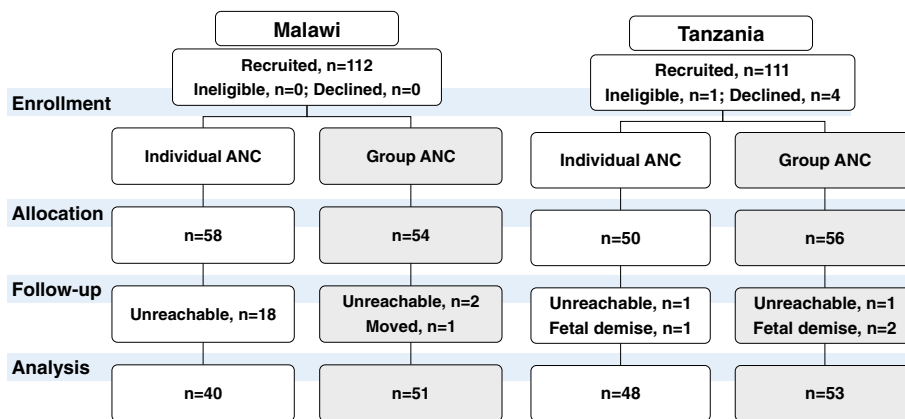 Malawi
Tanzania
Recruited, n=112
Ineligible, n=0; Declined, n=0
Recruited, n=111
Ineligible, n=1; Declined, n=4
Enrollment
Individual ANC
Group ANC
Individual ANC
Group ANC
Allocation
n=58
n=54
n=50
n=56
Follow-up
Unreachable, n=18
Unreachable, n=2
Moved, n=1
Unreachable, n=1
Fetal demise, n=1
Unreachable, n=1
Fetal demise, n=2
Analysis
n=40
n=51
n=48
n=53